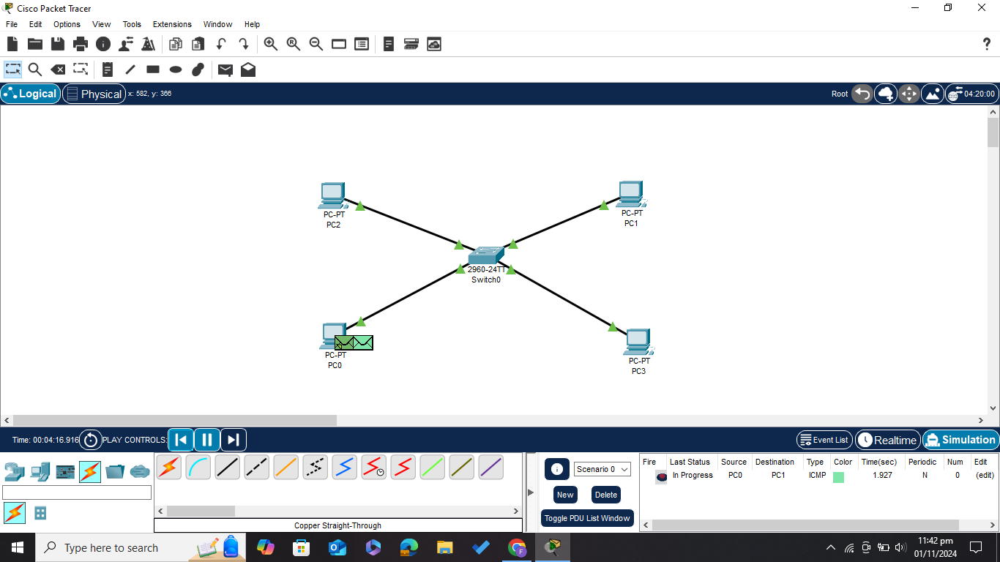 Cisco Packet Tracer
File Edit Options View Tools Extensions Window Help
R
?
Logical Physical x: 582, y: 366 Root 04:20:00
PC-PT
PC2
PC-PT
PC1
2960-24TT
Switch0
PC-PT
PC0
PC-PT
PC3
Time: 00:04:16.916 PLAY CONTROLS: Event List Realtime Simulation
Scenario 0
New Delete
Toggle PDU List Window
Fire Last Status Source Destination Type Color Time(sec) Periodic Num Edit
In Progress PC0 PC1 ICMP 1.927 N 0 (edit)
Copper Straight-Through
Type here to search
F
11:42 pm
01/11/2024